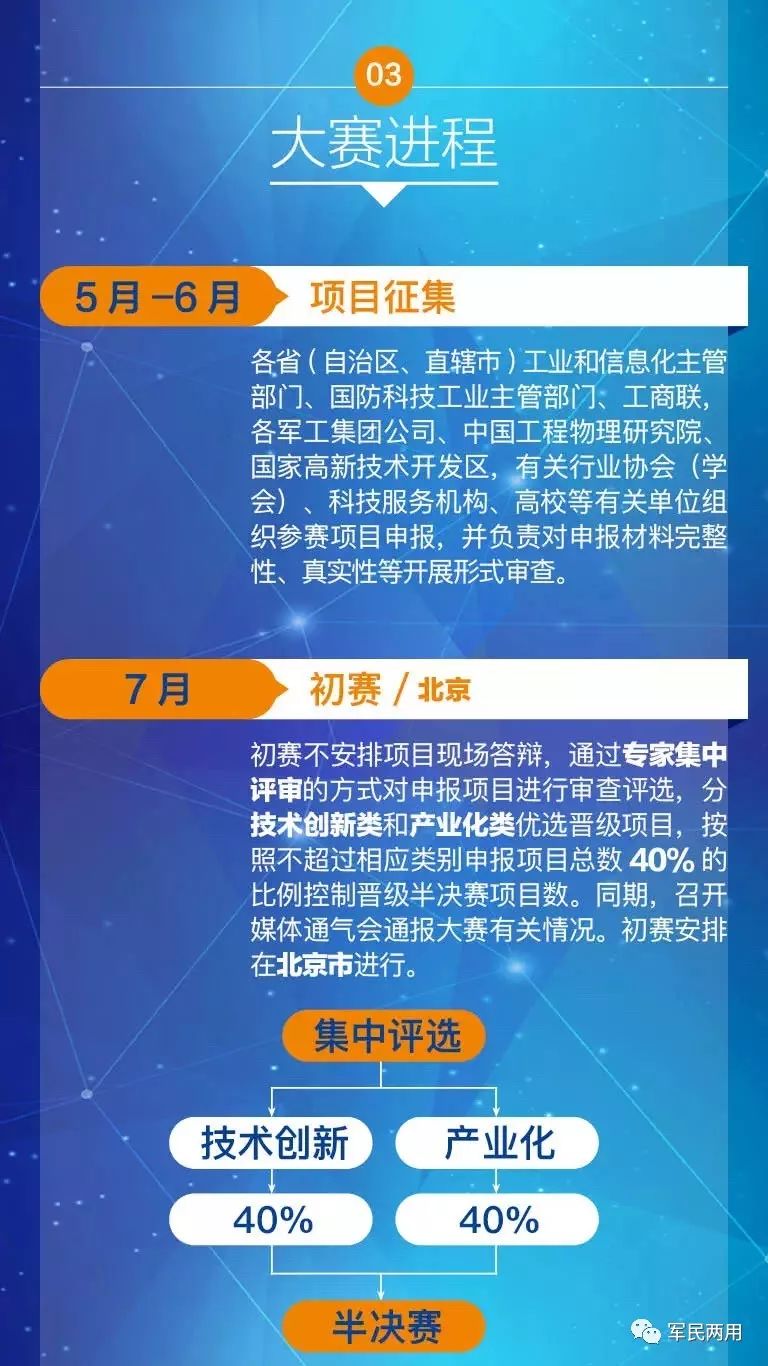 03
大赛进程
5月–6月
项目征集
各省（自治区、直辖市）工业和信息化主管
部门、国防科技工业主管部门、工商联，
各军工集团公司、中国工程物理研究院、
国家高新技术开发区，有关行业协会（学
会）、科技服务机构、高校等有关单位组
织参赛项目申报，并负责对申报材料完整
性、真实性等开展形式审查。
7月
初赛 / 北京
初赛不安排项目现场答辩，通过专家集中
评审的方式对申报项目进行审查评选，分
技术创新类和产业化类优选晋级项目，按
照不超过相应类别申报项目总数 40% 的
比例控制晋级半决赛项目数。同期，召开
媒体通气会通报大赛有关情况。初赛安排
在北京市进行。
集中评选
技术创新 产业化
40% 40%
半决赛
军民两用